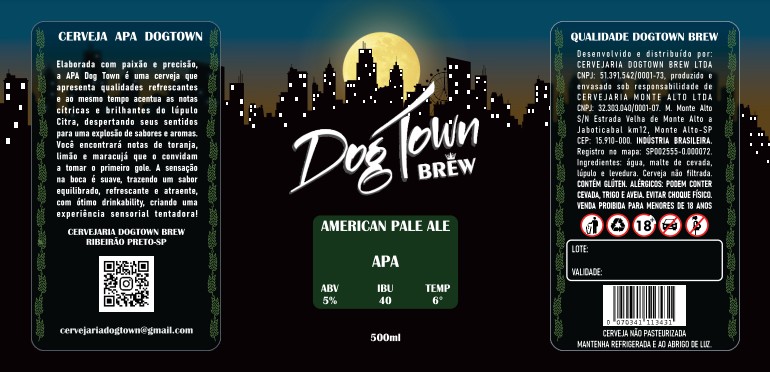 CERVEJA APA DOGTOWN
Elaborada com paixão e precisão,
a APA Dog Town é uma cerveja que
apresenta qualidades refrescantes
e ao mesmo tempo acentua as notas
cítricas e brilhantes do lúpulo
Citra, despertando seus sentidos
para uma explosão de sabores e aromas.
Você encontrará notas de toranja,
limão e maracujá que o convidam
a tomar o primeiro gole. A sensação
na boca é suave, trazendo um sabor
equilibrado, refrescante e atraente,
com ótimo drinkability, criando uma
experiência sensorial tentadora!
CERVEJARIA DOGTOWN BREW
RIBEIRÃO PRETO-SP
cervejariadogtown@gmail.com
Dog Town
BREW
AMERICAN PALE ALE
APA
ABV IBU TEMP
5% 40 6°
500ml
QUALIDADE DOGTOWN BREW
Desenvolvido e distribuído por:
CERVEJARIA DOGTOWN BREW LTDA
CNPJ: 51.391.542/0001-73, produzido e
envasado sob responsabilidade de
CERVEJARIA MONTE ALTO LTDA
CNPJ: 32.303.040/0001-07. M. Monte Alto
S/N Estrada Velha de Monte Alto a
Jaboticabal km12, Monte Alto-SP
CEP: 15.910-000. INDÚSTRIA BRASILEIRA.
Registro no mapa: SP002555-0.000072.
Ingredientes: água, malte de cevada,
lúpulo e levedura. Cerveja não filtrada.
CONTÉM GLÚTEN. ALÉRGICOS: PODEM CONTER
CEVADA, TRIGO E AVEIA. EVITAR CHOQUE FÍSICO.
VENDA PROIBIDA PARA MENORES DE 18 ANOS
18
LOTE:
VALIDADE:
0 070341 113431
CERVEJA NÃO PASTEURIZADA
MANTENHA REFRIGERADA E AO ABRIGO DE LUZ.